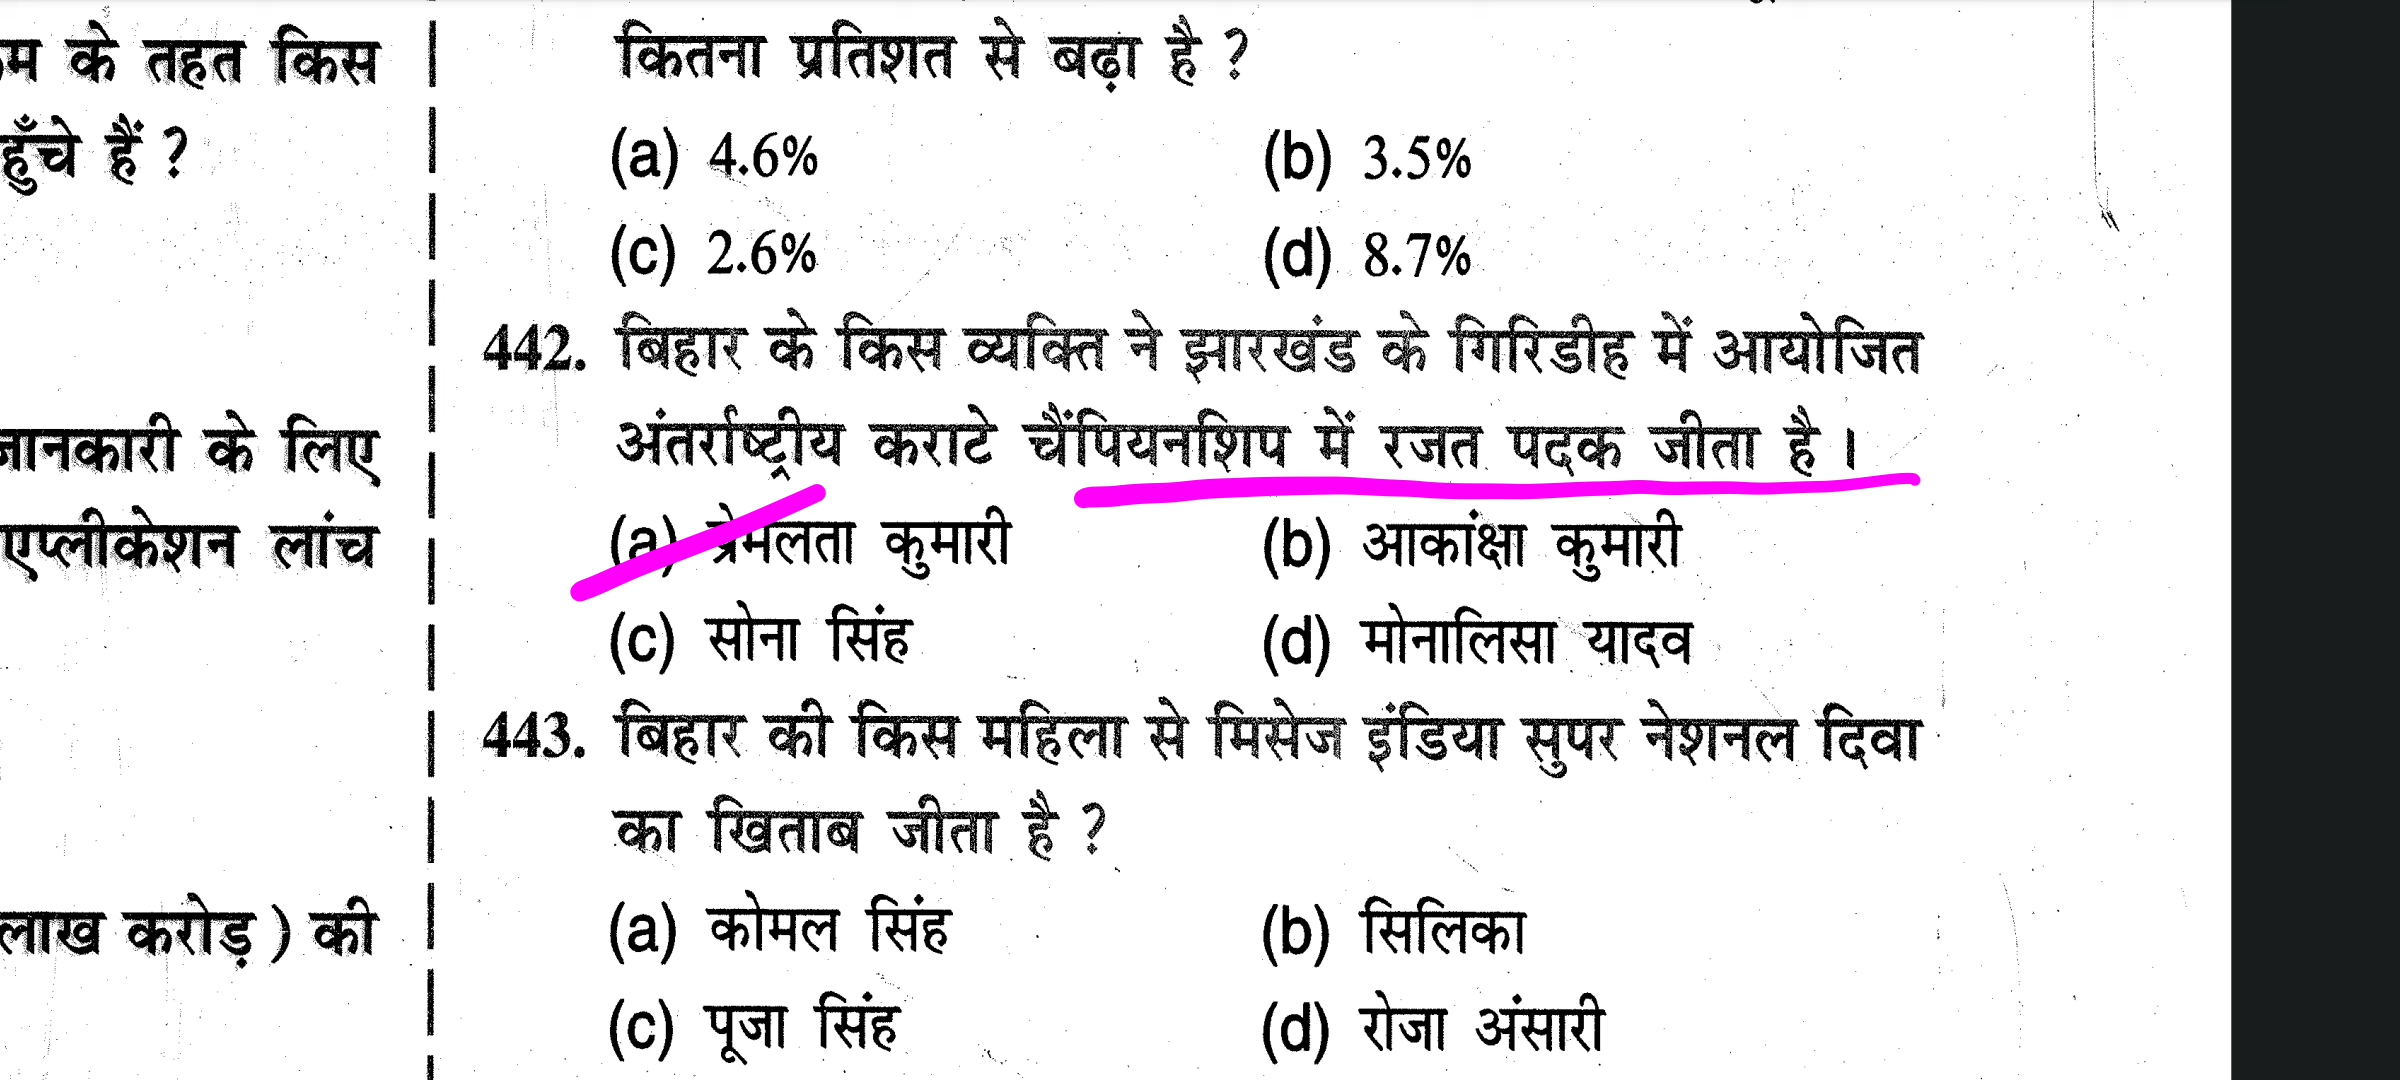 म के तहत किस
हुँचे हैं ?
जानकारी के लिए
एप्लीकेशन लांच
लाख करोड़ ) की
कितना प्रतिशत से बढ़ा है ?
(a) 4.6% (b) 3.5%
(c) 2.6% (d) 8.7%
442. बिहार के किस व्यक्ति ने झारखंड के गिरिडीह में आयोजित
अंतर्राष्ट्रीय कराटे चैंपियनशिप में रजत पदक जीता है ।
(a) प्रेमलता कुमारी (b) आकांक्षा कुमारी
(c) सोना सिंह (d) मोनालिसा यादव
443. बिहार की किस महिला से मिसेज इंडिया सुपर नेशनल दिवा
का खिताब जीता है ?
(a) कोमल सिंह (b) सिलिका
(c) पूजा सिंह (d) रोजा अंसारी